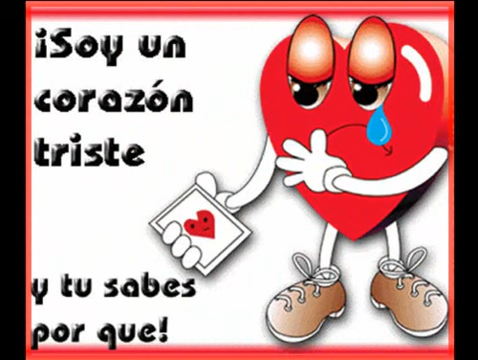 ¡Soy un
corazón
triste
y tu sabes
por que!